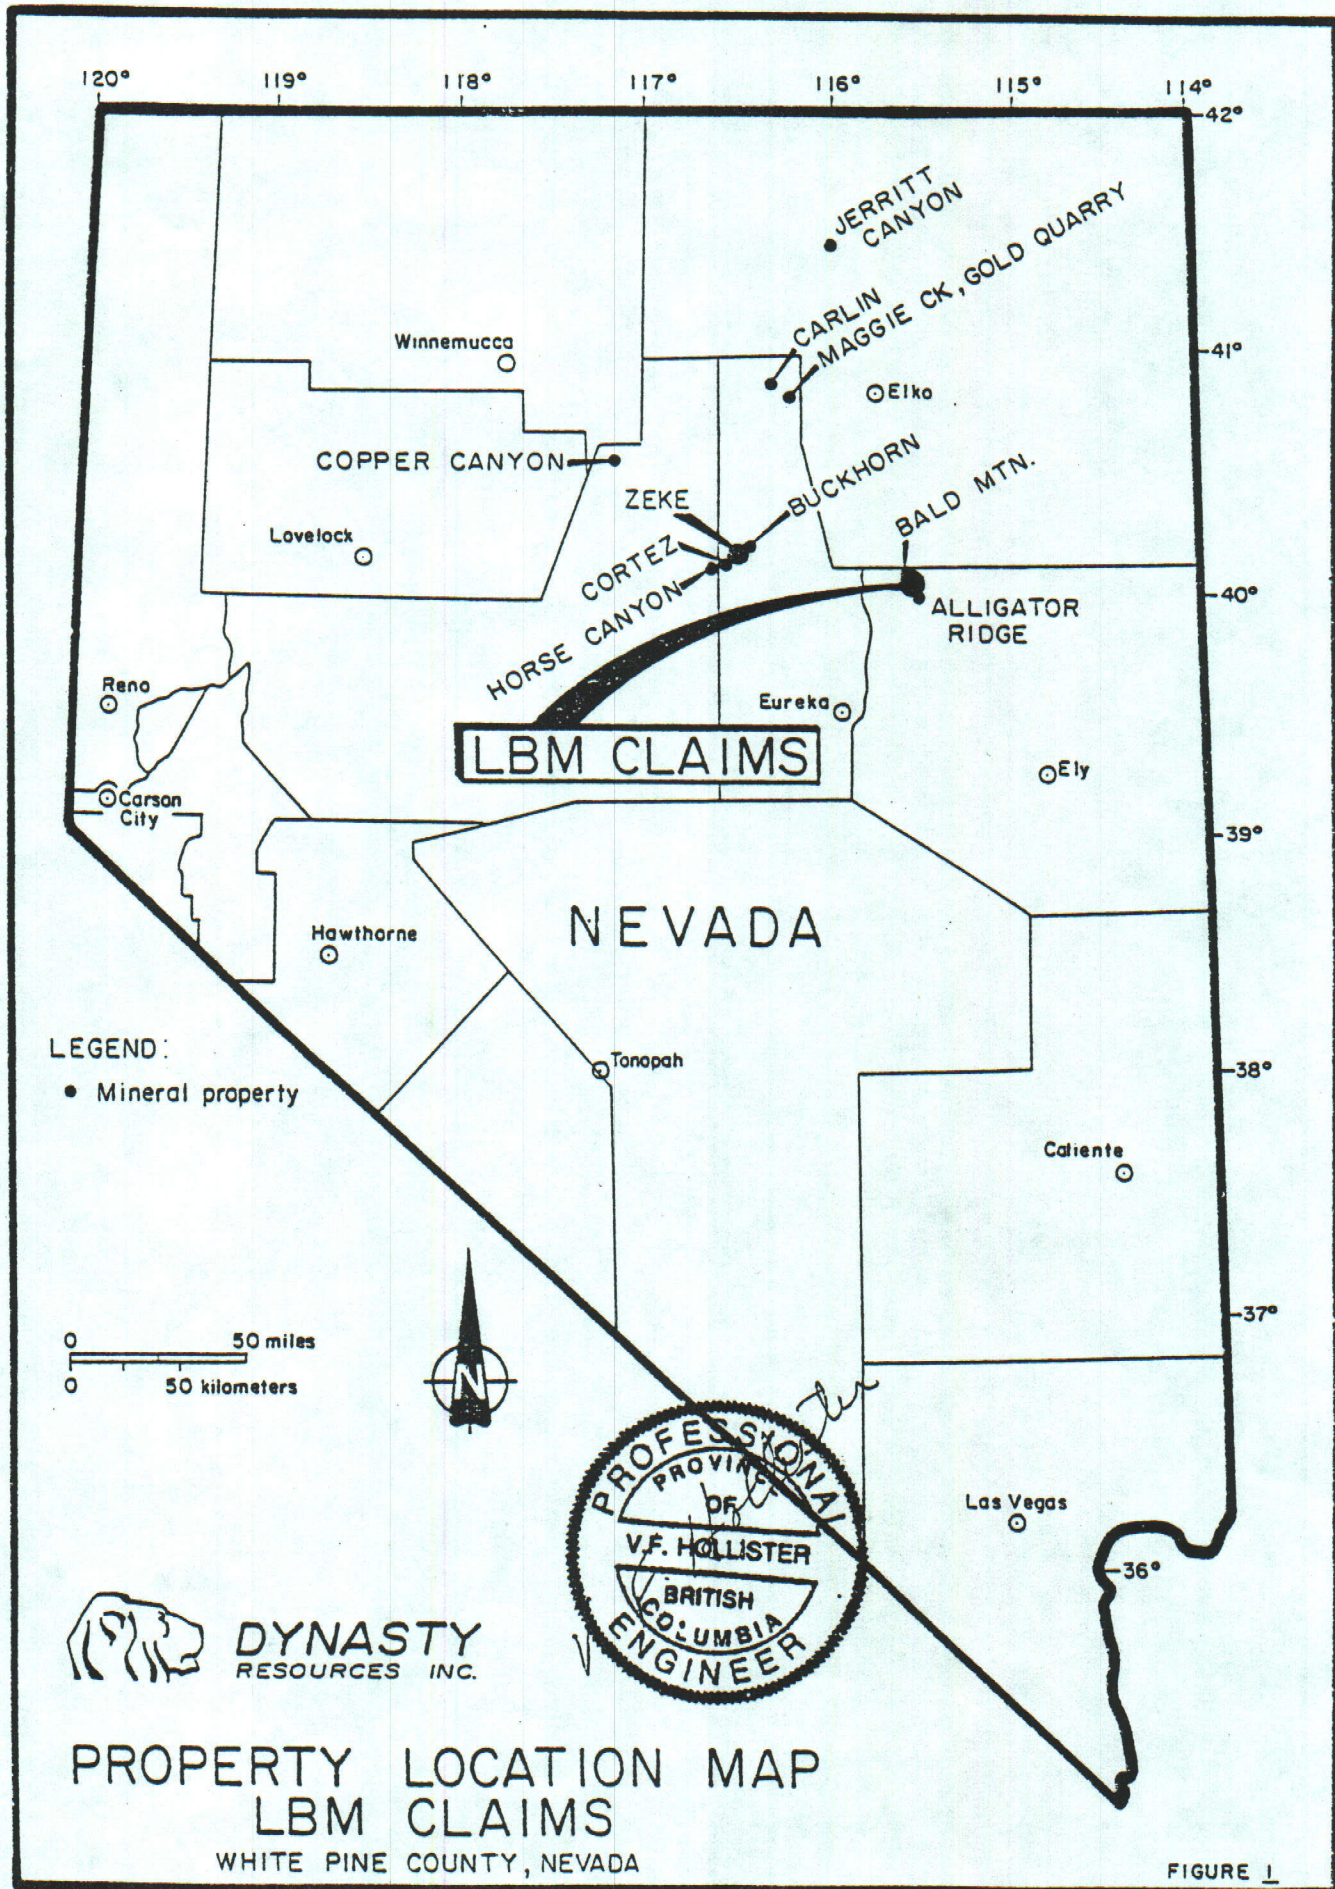 120° 119° 118° 117° 116° 115° 114°
42°
JERRITT
CANYON
CARLIN
MAGGIE CK, GOLD QUARRY
41°
Winnemucca
Elko
COPPER CANYON
ZEKE
BUCKHORN
BALD MTN.
Lovelock
CORTEZ
HORSE CANYON
40°
ALLIGATOR
RIDGE
Reno
Eureka
LBM CLAIMS
Ely
Carson
City
39°
NEVADA
Hawthorne
LEGEND:
Mineral property
Tonopah
38°
Caliente
37°
0 50 miles
0 50 kilometers
N
PROFESSIONAL
PROVINCE
OF
V.F. HOLLISTER
BRITISH
COLUMBIA
ENGINEER
Las Vegas
36°
DYNASTY
RESOURCES INC.
PROPERTY LOCATION MAP
LBM CLAIMS
WHITE PINE COUNTY, NEVADA
FIGURE 1